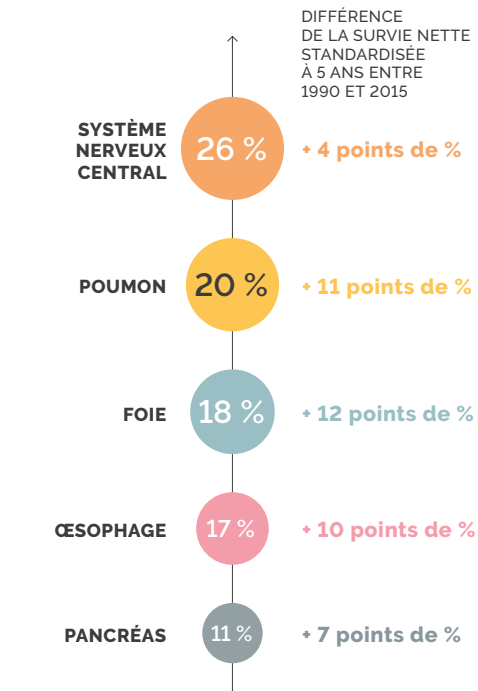 DIFFÉRENCE
DE LA SURVIE NETTE
STANDARDISÉE
À 5 ANS ENTRE
1990 ET 2015
SYSTÈME
NERVEUX
CENTRAL
26 %
+ 4 points de %
POUMON
20 %
+ 11 points de %
FOIE
18 %
+ 12 points de %
ŒSOPHAGE
17 %
+ 10 points de %
PANCRÉAS
11 %
+ 7 points de %